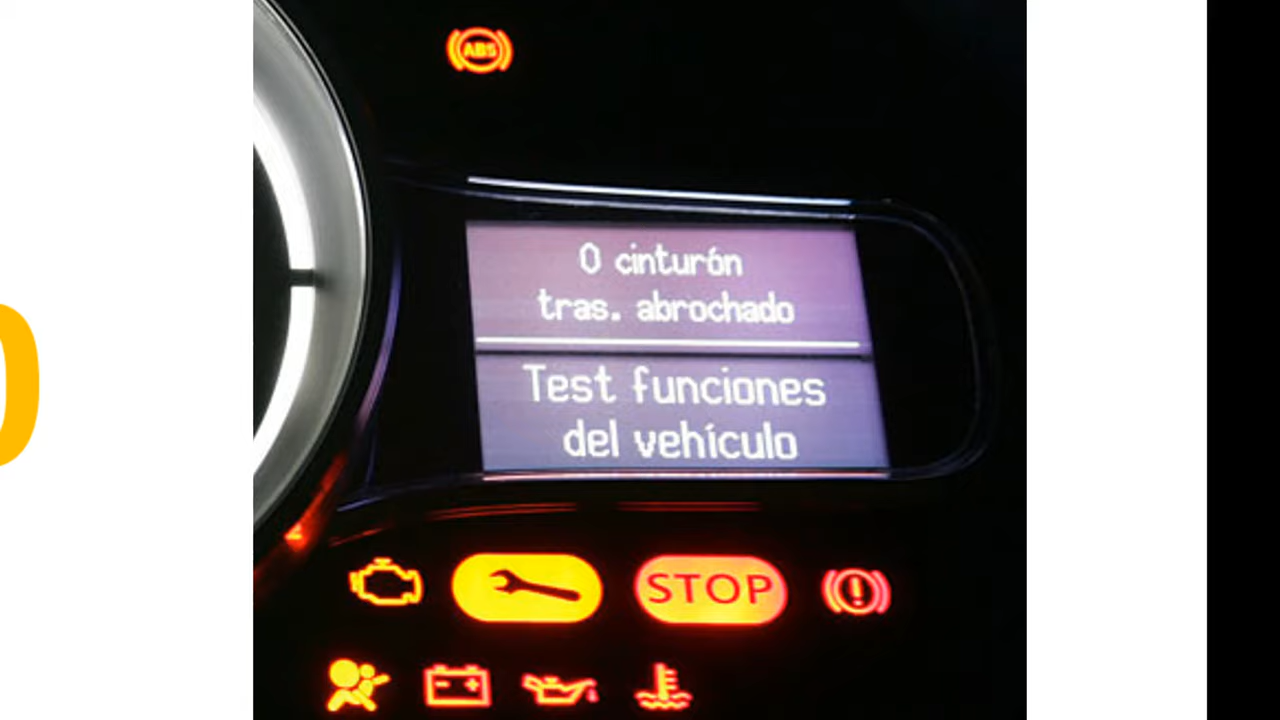 ABS
0 cinturón
tras. abrochado
Test funciones
del vehículo
STOP